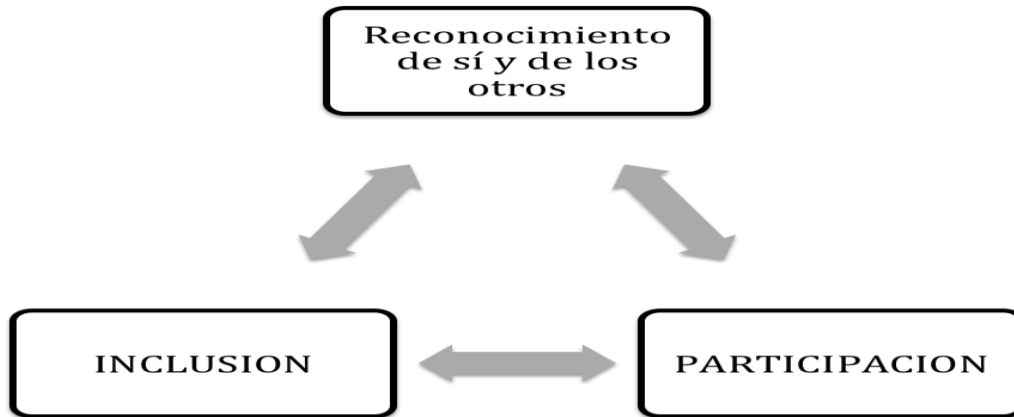 Reconocimiento
de sí y de los
otros
INCLUSION
PARTICIPACION